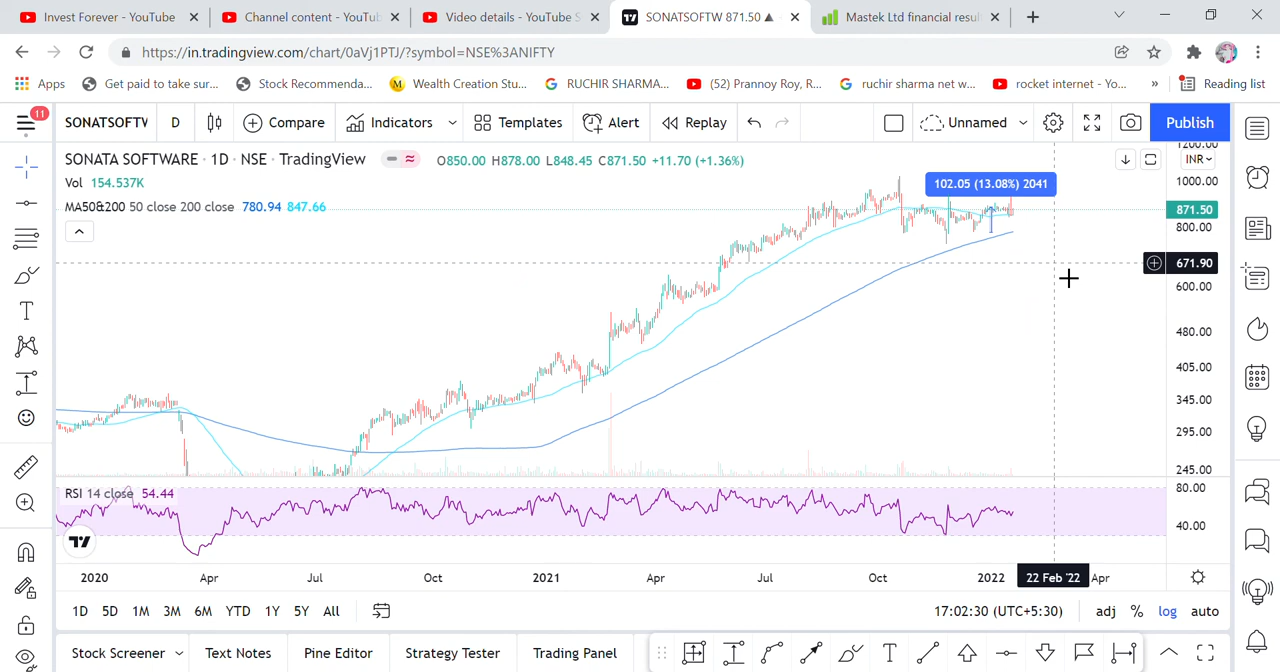 Invest Forever - YouTube
Channel content - YouTu
Video details - YouTube S
SONATSOFTW 871.50 ▲
Mastek Ltd financial resul
https://in.tradingview.com/chart/0aVj1PTJ/?symbol=NSE%3ANIFTY
Apps
Get paid to take sur...
Stock Recommenda...
Wealth Creation Stu...
RUCHIR SHARMA...
(52) Prannoy Roy, R...
ruchir sharma net w...
rocket internet - Yo...
»
Reading list
11
SONATSOFTW
D
Compare
Indicators
Templates
Alert
Replay
Unnamed
Publish
SONATA SOFTWARE · 1D · NSE · TradingView
O850.00 H878.00 L848.45 C871.50 +11.70 (+1.36%)
Vol 154.537K
MA50&200 50 close 200 close 780.94 847.66
102.05 (13.08%) 2041
1200.00
INR
1000.00
871.50
800.00
671.90
600.00
480.00
405.00
345.00
295.00
245.00
RSI 14 close 54.44
80.00
40.00
2020
Apr
Jul
Oct
2021
Apr
Jul
Oct
2022
22 Feb '22
Apr
1D 5D 1M 3M 6M YTD 1Y 5Y All
17:02:30 (UTC+5:30)
adj % log auto
Stock Screener
Text Notes
Pine Editor
Strategy Tester
Trading Panel